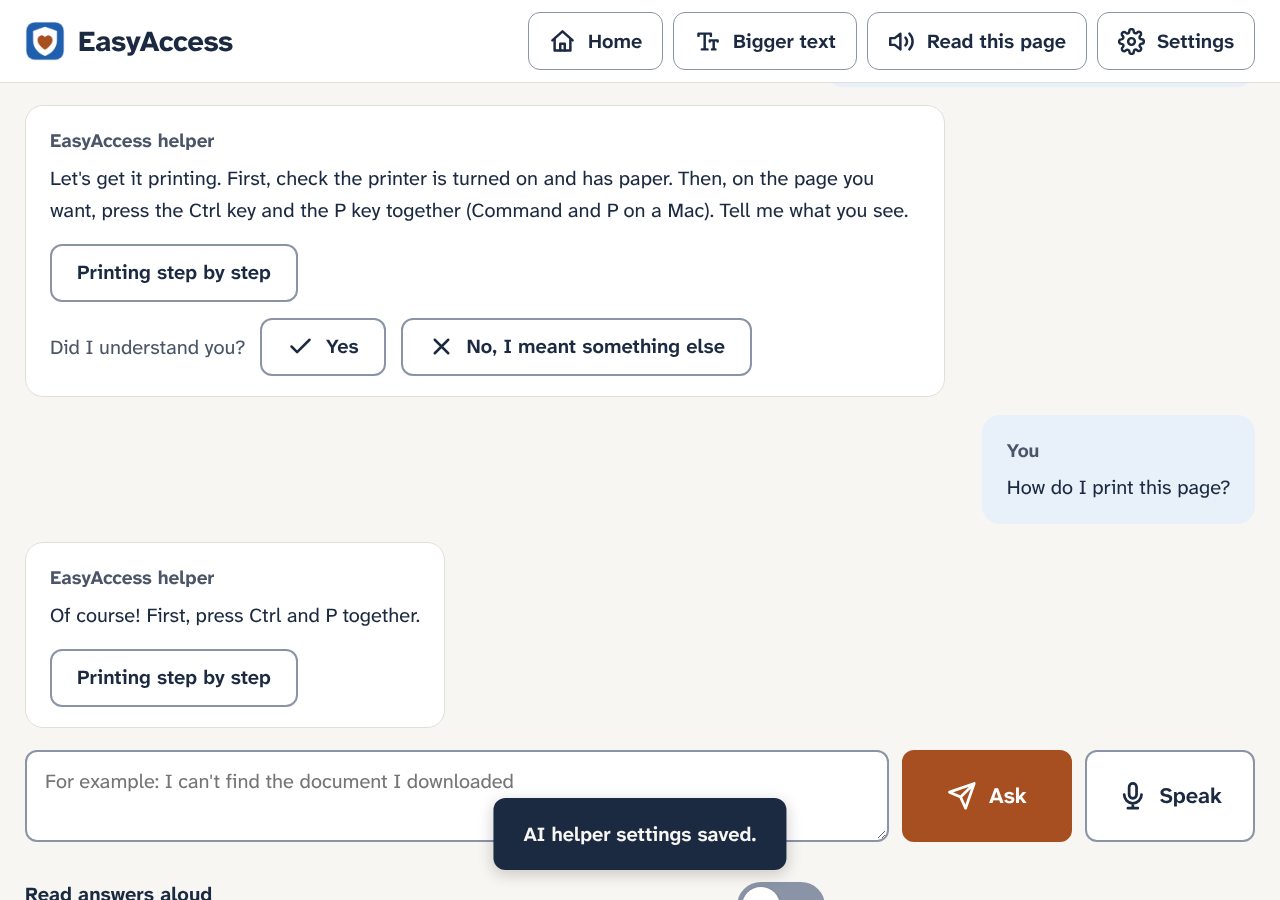 EasyAccess
Home
Bigger text
Read this page
Settings
EasyAccess helper
Let's get it printing. First, check the printer is turned on and has paper. Then, on the page you
want, press the Ctrl key and the P key together (Command and P on a Mac). Tell me what you see.
Printing step by step
Did I understand you?
Yes
No, I meant something else
You
How do I print this page?
EasyAccess helper
Of course! First, press Ctrl and P together.
Printing step by step
For example: I can't find the document I downloaded
Ask
Speak
AI helper settings saved.
Read answers aloud